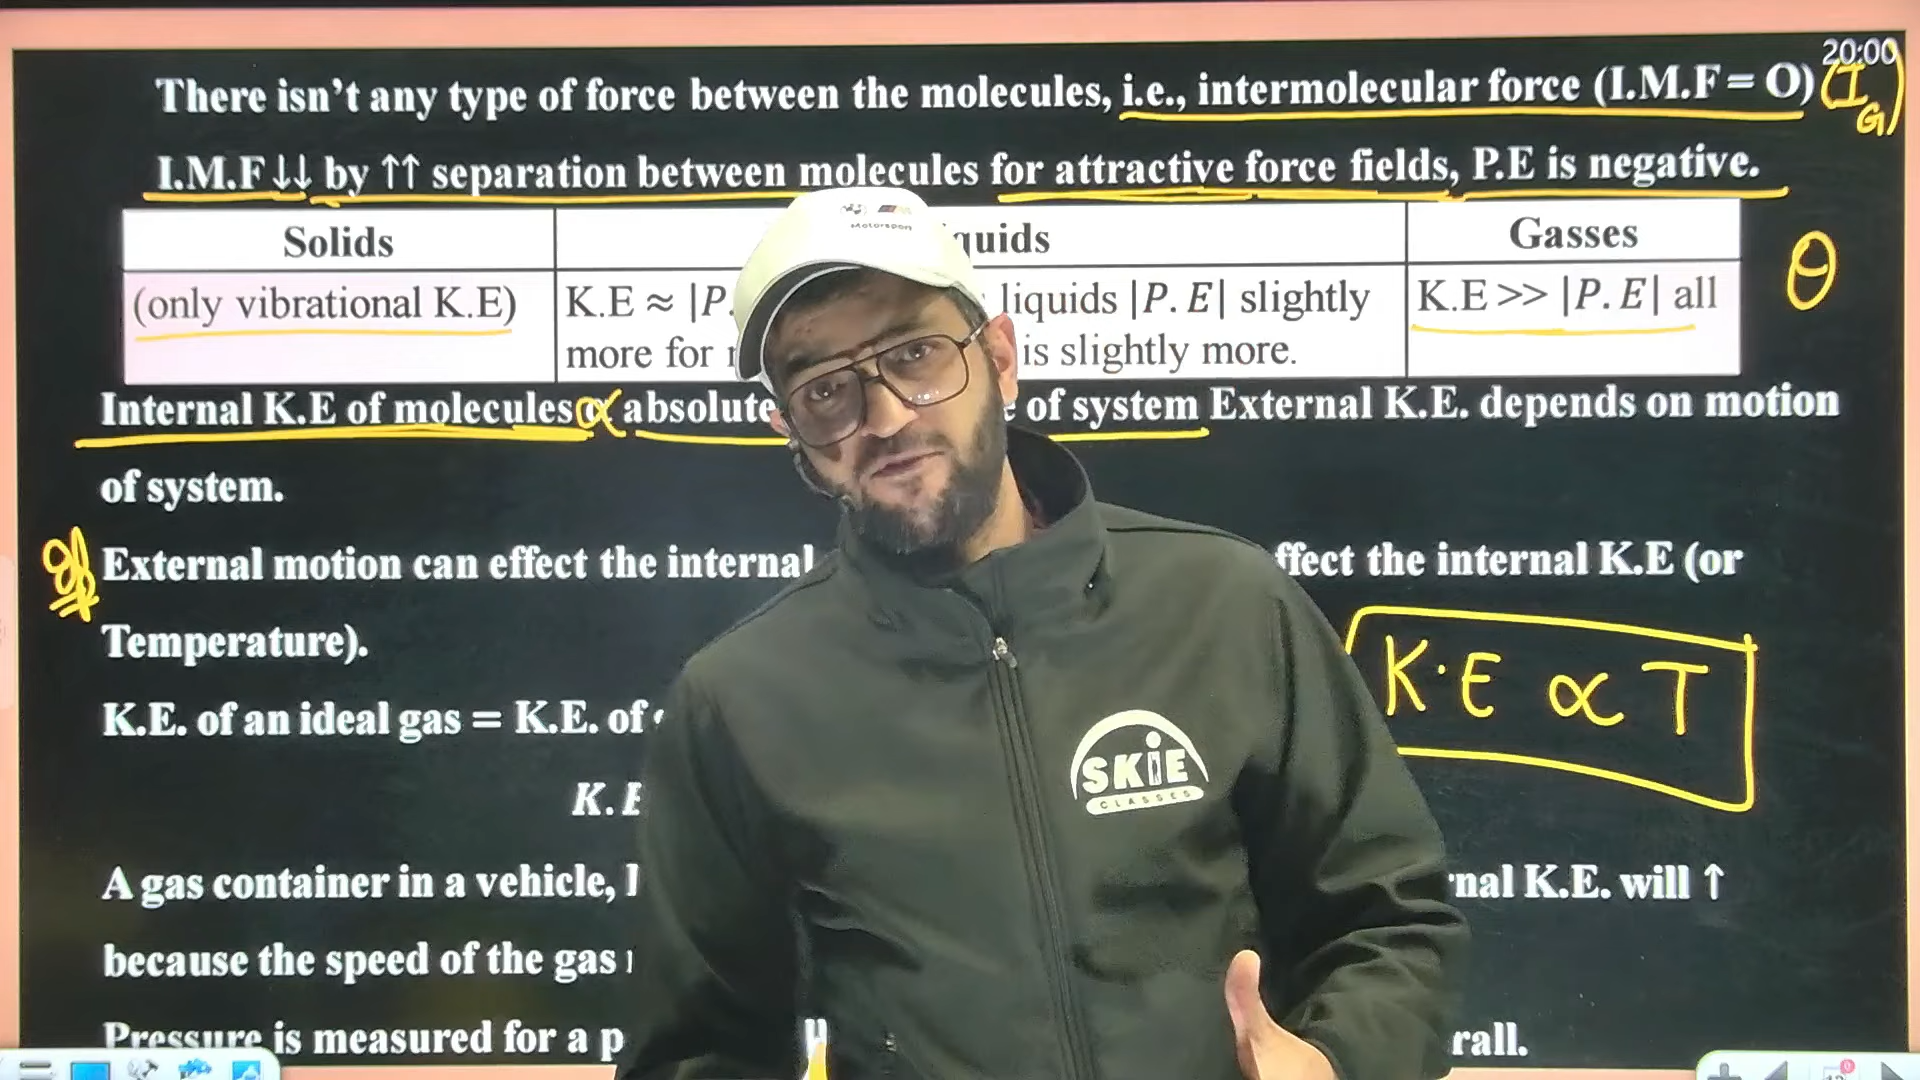 20:00
There isn't any type of force between the molecules, i.e., intermolecular force (I.M.F = O) (I G)
I.M.F↓↓ by ↑↑ separation between molecules for attractive force fields, P.E is negative.
Solids quids Gasses
(only vibrational K.E) K.E ≈ |P. liquids |P. E| slightly K.E >> |P. E| all
more for is slightly more.
θ
Internal K.E of molecules ∝ absolute of system External K.E. depends on motion
of system.
External motion can effect the internal ffect the internal K.E (or
Temperature).
K.E ∝ T
K.E. of an ideal gas = K.E. of
K. E
A gas container in a vehicle, nal K.E. will ↑
because the speed of the gas
Pressure is measured for a p rall.
Motorsport
SKIE
CLASSES